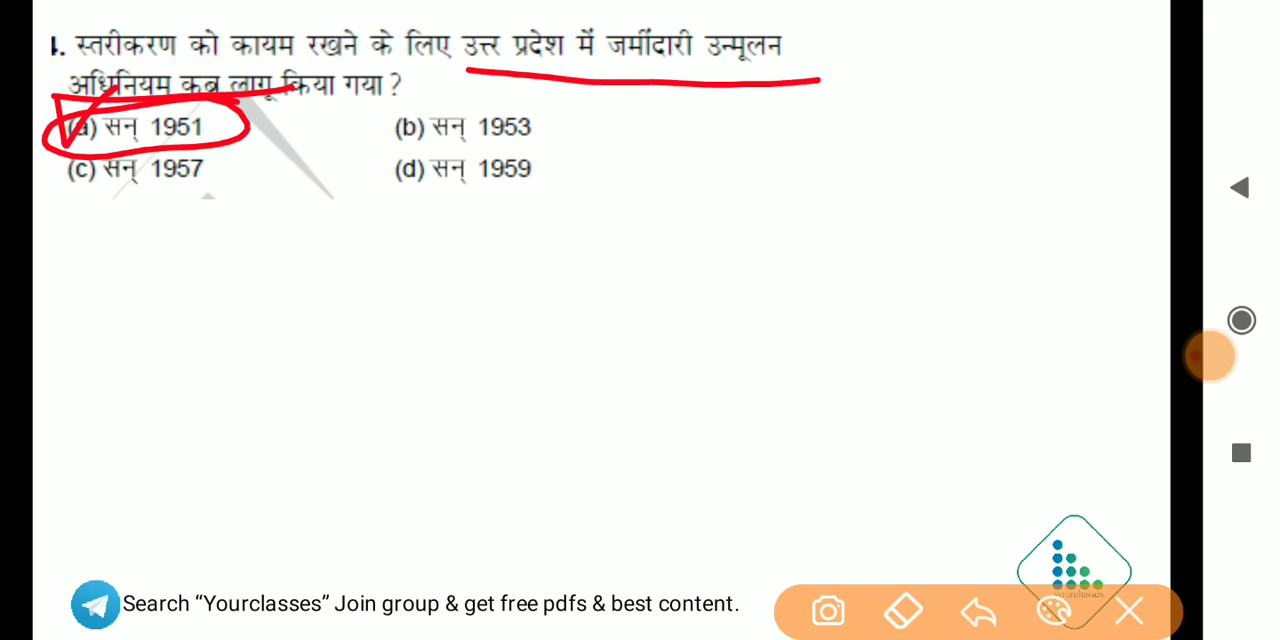 1. स्तरीकरण को कायम रखने के लिए उत्तर प्रदेश में जमींदारी उन्मूलन
अधिनियम कब लागू किया गया ?
(a) सन् 1951 (b) सन् 1953
(c) सन् 1957 (d) सन् 1959
yourclasses
Search “Yourclasses” Join group & get free pdfs & best content.